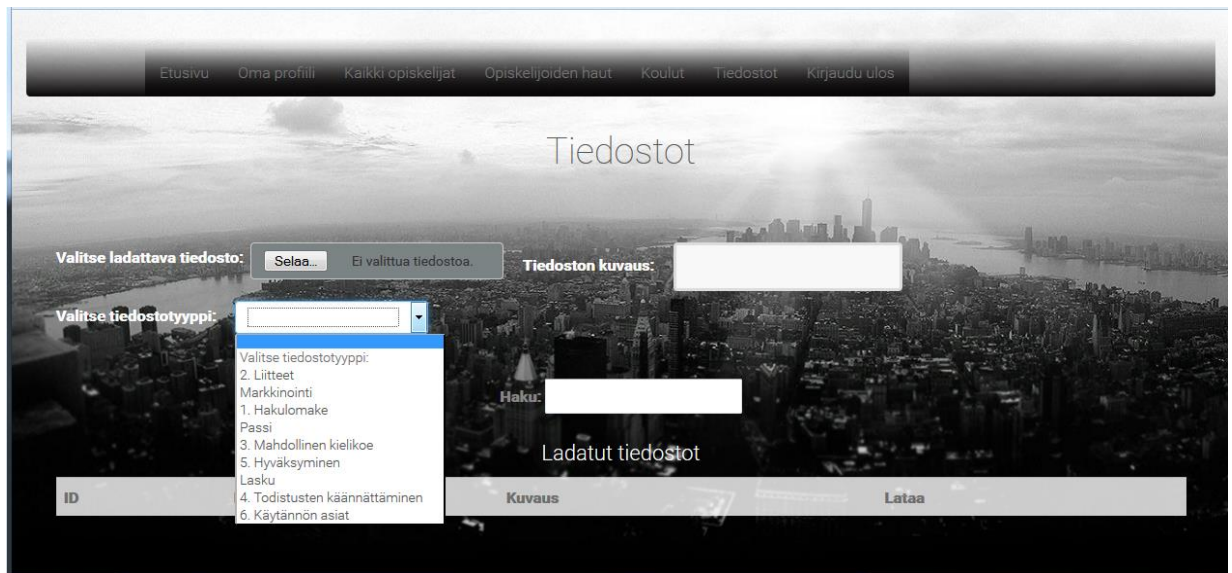 Etusivu Oma profiili Kaikki opiskelijat Opiskelijoiden haut Koulut Tiedostot Kirjaudu ulos
Tiedostot
Valitse ladattava tiedosto: Selaa... Ei valittua tiedostoa. Tiedoston kuvaus:
Valitse tiedostotyyppi:
Valitse tiedostotyyppi:
2. Liitteet
Markkinointi
1. Hakulomake
Passi
3. Mahdollinen kielikoe
5. Hyväksyminen
Lasku
4. Todistusten käännättäminen
6. Käytännön asiat
Haku:
Ladatut tiedostot
ID Kuvaus Lataa